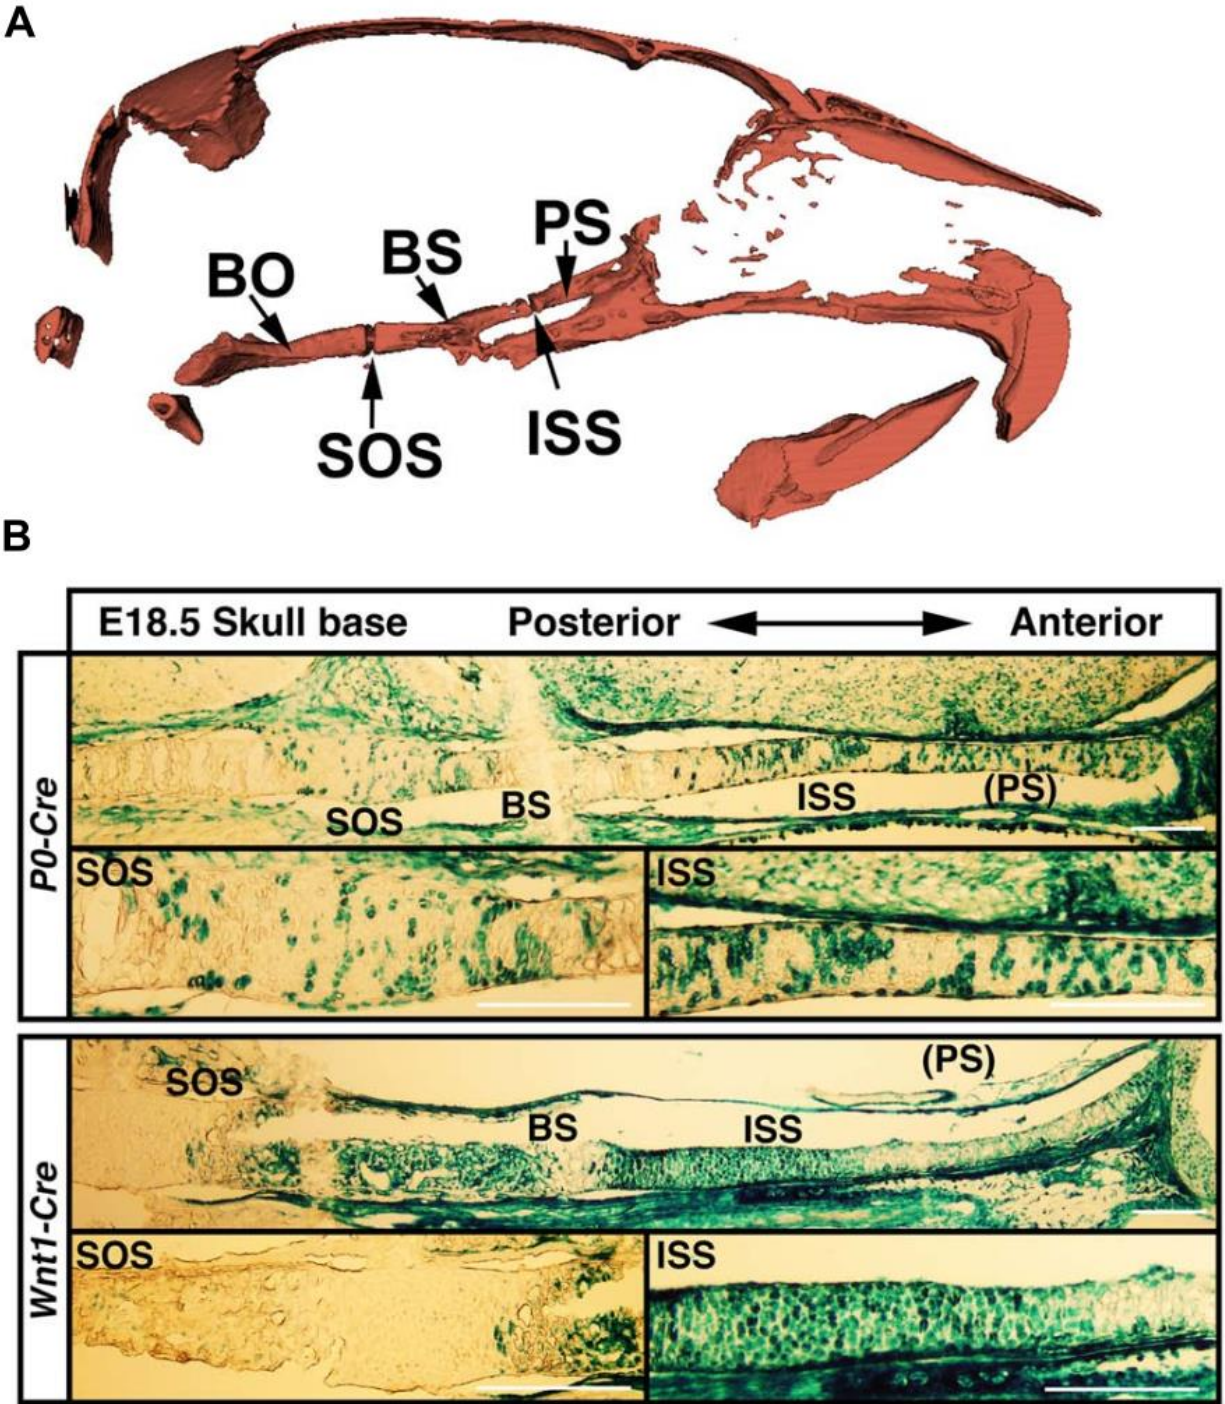 A
PS
BS
BO
ISS
SOS
B
E18.5 Skull base Posterior Anterior
P0-Cre
SOS BS ISS (PS)
SOS ISS
Wnt1-Cre
SOS BS ISS (PS)
SOS ISS